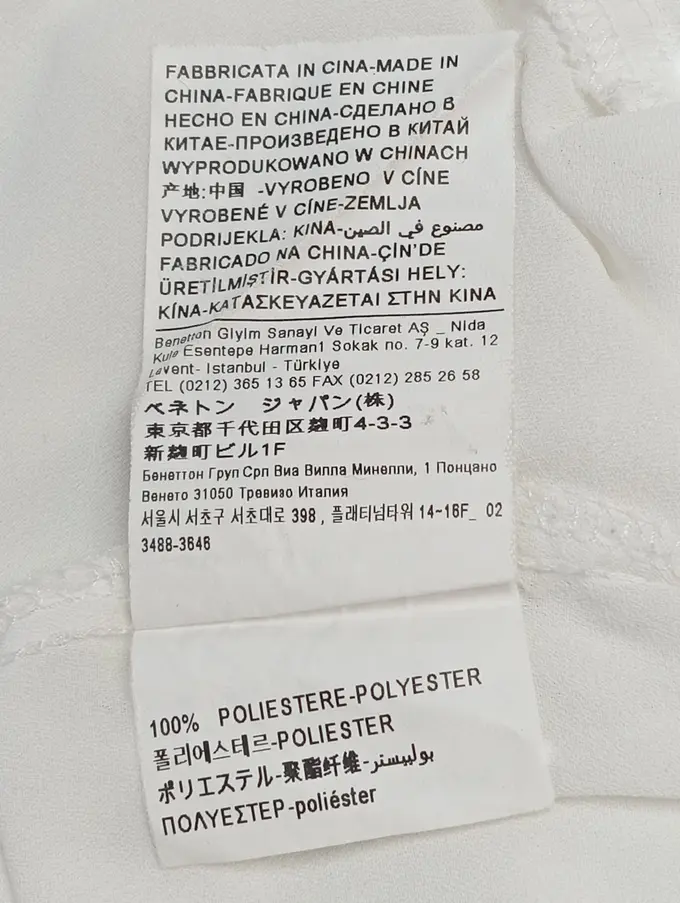 FABBRICATA IN CINA-MADE IN
CHINA-FABRIQUE EN CHINE
HECHO EN CHINA-СДЕЛАНО В
КИТАЕ-ПРОИЗВЕДЕНО В КИТАЙ
WYPRODUKOWANO W CHINACH
产地:中国 -VYROBENO V CÍNE
VYROBENÉ V CÍNE-ZEMLJA
PODRIJEKLA: KINA-مصنوع في الصين
FABRICADO NA CHINA-ÇİN'DE
ÜRETİLMİŞTİR-GYÁRTÁSI HELY:
KÍNA-ΚΑΤΑΣΚΕΥΑΖΕΤΑΙ ΣΤΗΝ ΚΙΝΑ
Benetton Giyim Sanayi Ve Ticaret AŞ _ Nida
Kule Esentepe Harman1 Sokak no. 7-9 kat. 12
Levent- Istanbul - Türkiye
TEL (0212) 365 13 65 FAX (0212) 285 26 58
ベネトン ジャパン(株)
東京都千代田区麹町4-3-3
新麹町ビル1F
Бенеттон Груп Срл Виа Вилла Минелли, 1 Понцано
Венето 31050 Тревизо Италия
서울시 서초구 서초대로 398 , 플래티넘타워 14~16F_ 02
3488-3648
100% POLIESTERE-POLYESTER
폴리에스테르-POLIESTER
ポリエステル-聚酯纤维-بوليستر
ΠΟΛΥΕΣΤΕΡ-poliéster